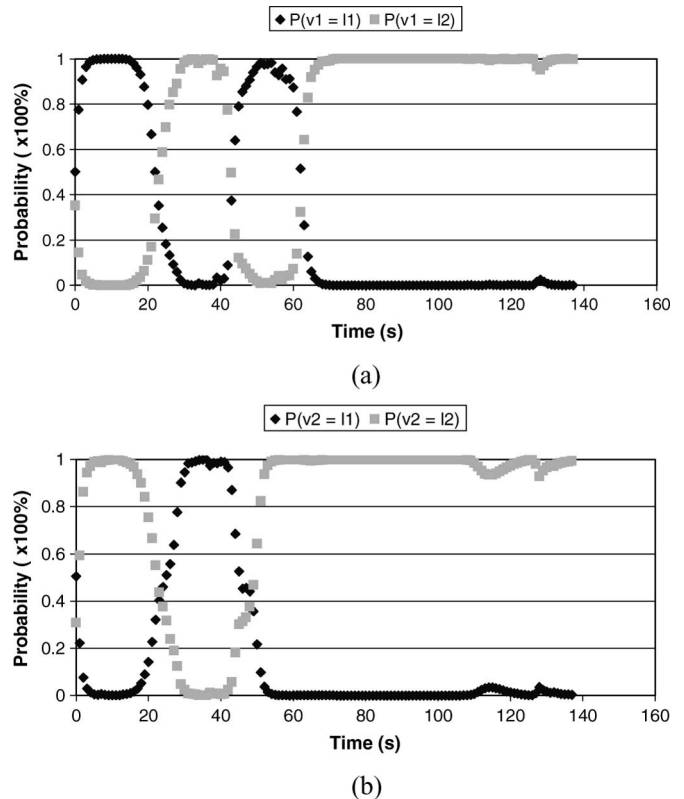 P(v1 = l1) P(v1 = l2)
1
0.8
0.6
0.4
0.2
0
Probability ( x100%)
0 20 40 60 80 100 120 140 160
Time (s)
(a)
P(v2 = l1) P(v2 = l2)
1
0.8
0.6
0.4
0.2
0
Probability ( x100%)
0 20 40 60 80 100 120 140 160
Time (s)
(b)